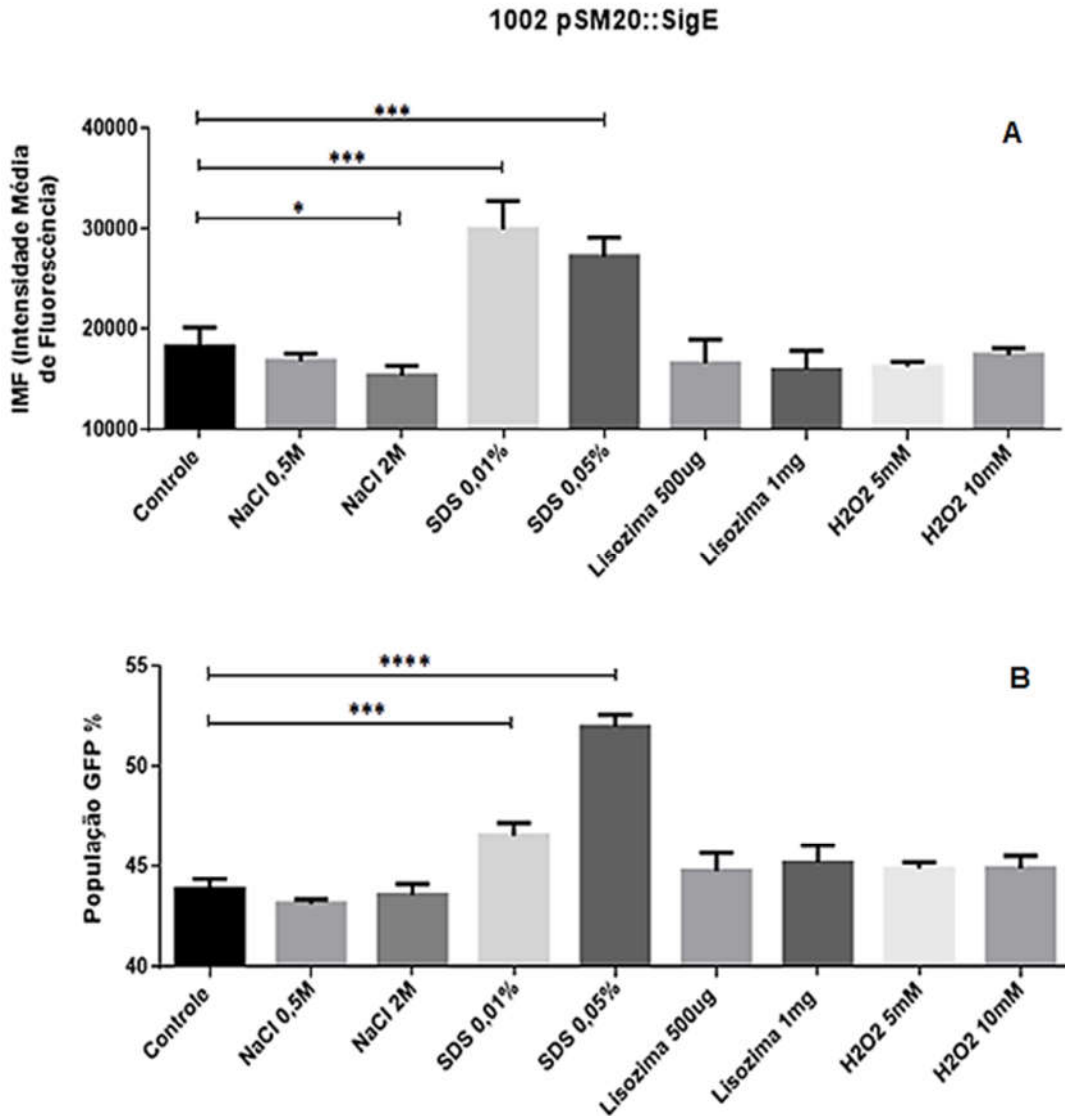 1002 pSM20::SigE
A
IMF (Intensidade Média
de Fluorescência)
40000
30000
20000
10000
***
***
*
Controle
NaCl 0,5M
NaCl 2M
SDS 0,01%
SDS 0,05%
Lisozima 500ug
Lisozima 1mg
H2O2 5mM
H2O2 10mM
B
População GFP %
55
50
45
40
****
***
Controle
NaCl 0,5M
NaCl 2M
SDS 0,01%
SDS 0,05%
Lisozima 500ug
Lisozima 1mg
H2O2 5mM
H2O2 10mM